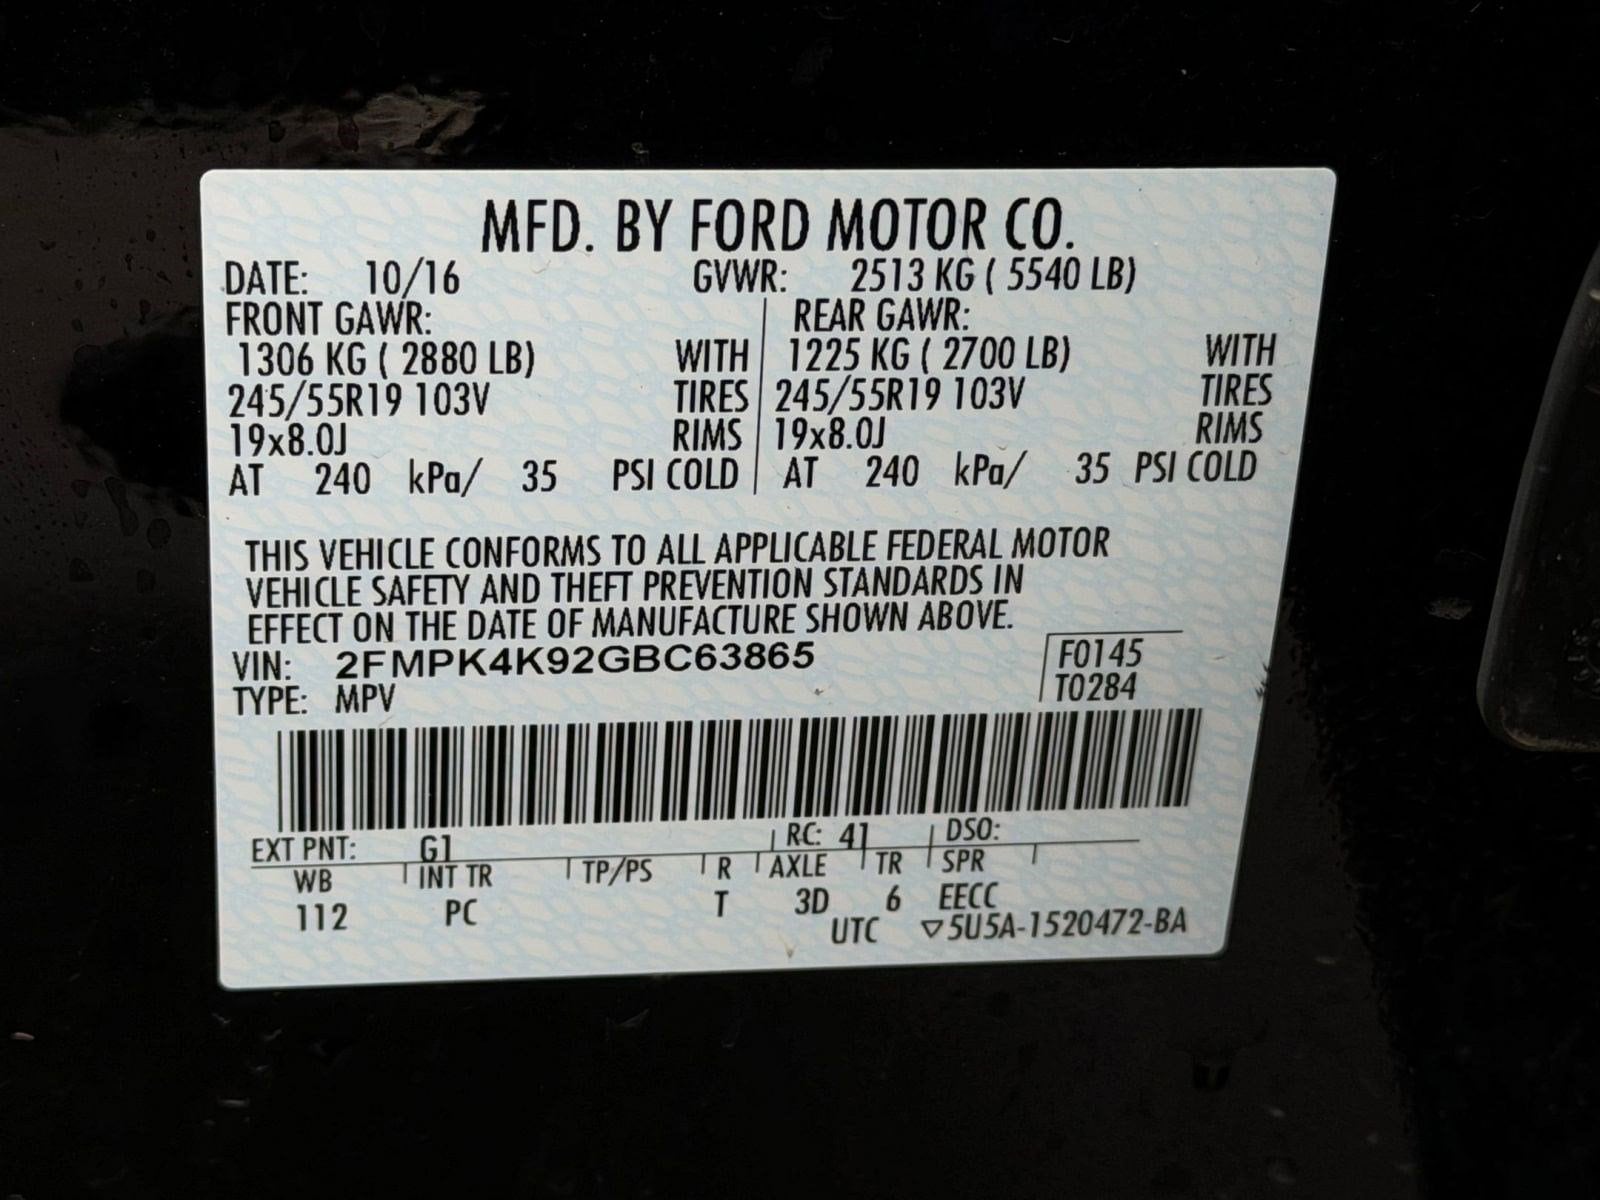 MFD. BY FORD MOTOR CO.
DATE: 10/16 GVWR: 2513 KG ( 5540 LB)
FRONT GAWR: REAR GAWR:
1306 KG ( 2880 LB) WITH 1225 KG ( 2700 LB) WITH
245/55R19 103V TIRES 245/55R19 103V TIRES
19x8.0J RIMS 19x8.0J RIMS
AT 240 kPa/ 35 PSI COLD AT 240 kPa/ 35 PSI COLD
THIS VEHICLE CONFORMS TO ALL APPLICABLE FEDERAL MOTOR
VEHICLE SAFETY AND THEFT PREVENTION STANDARDS IN
EFFECT ON THE DATE OF MANUFACTURE SHOWN ABOVE.
VIN: 2FMPK4K92GBC63865 F0145
TYPE: MPV T0284
EXT PNT: G1 RC: 41 DSO:
WB INT TR TP/PS R AXLE TR SPR
112 PC T 3D 6 EECC
UTC ▽5U5A-1520472-BA